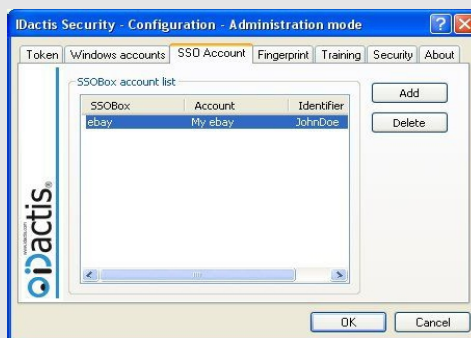 IDactis Security - Configuration - Administration mode
Token Windows accounts SSO Account Fingerprint Training Security About
SSOBox account list
SSOBox Account Identifier
ebay My ebay JohnDoe
Add
Delete
iDactis
OK Cancel